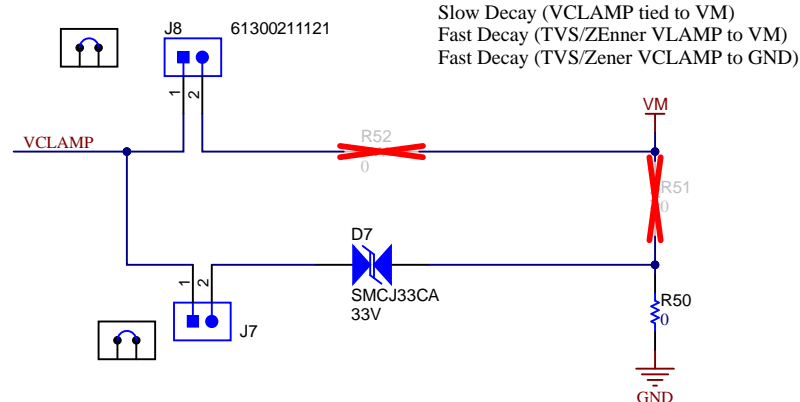 Slow Decay (VCLAMP tied to VM)
Fast Decay (TVS/ZEnner VLAMP to VM)
Fast Decay (TVS/Zener VCLAMP to GND)
J8
61300211121
1
2
VM
VCLAMP
R52
0
R51
0
D7
SMCJ33CA
33V
1
2
J7
R50
0
GND